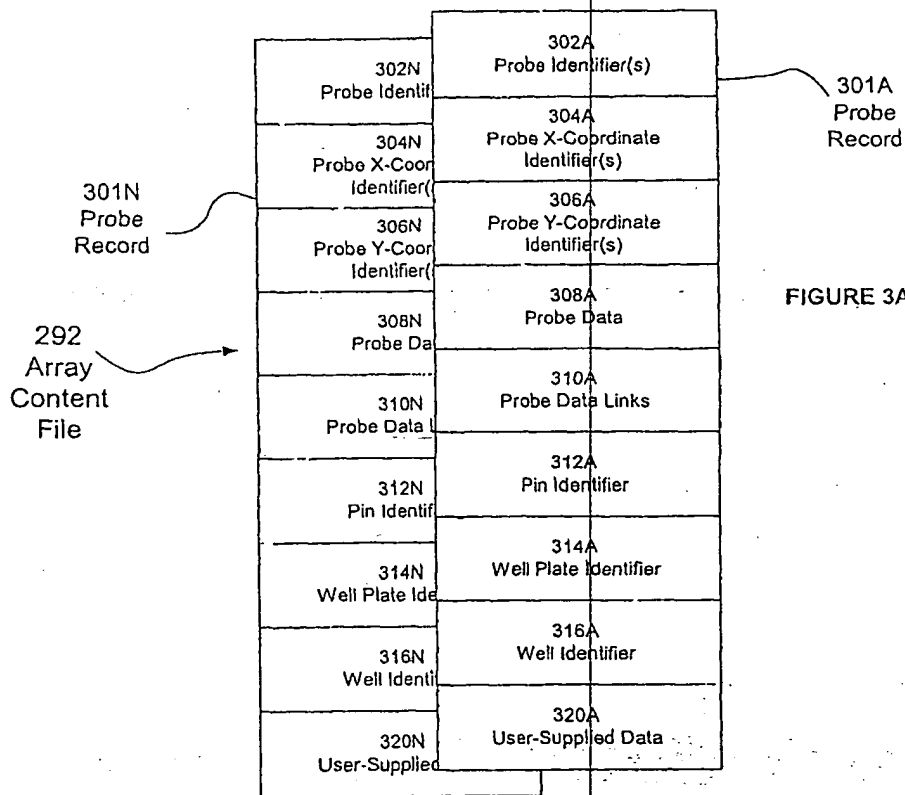 302A
Probe Identifier(s)
304A
Probe X-Coordinate
Identifier(s)
306A
Probe Y-Coordinate
Identifier(s)
308A
Probe Data
310A
Probe Data Links
312A
Pin Identifier
314A
Well Plate Identifier
316A
Well Identifier
320A
User-Supplied Data
301A
Probe
Record
302N
Probe Identif
304N
Probe X-Coor
Identifier(
306N
Probe Y-Coor
Identifier(
308N
Probe Da
310N
Probe Data L
312N
Pin Identif
314N
Well Plate Ide
316N
Well Identi
320N
User-Supplied
301N
Probe
Record
292
Array
Content
File
FIGURE 3A